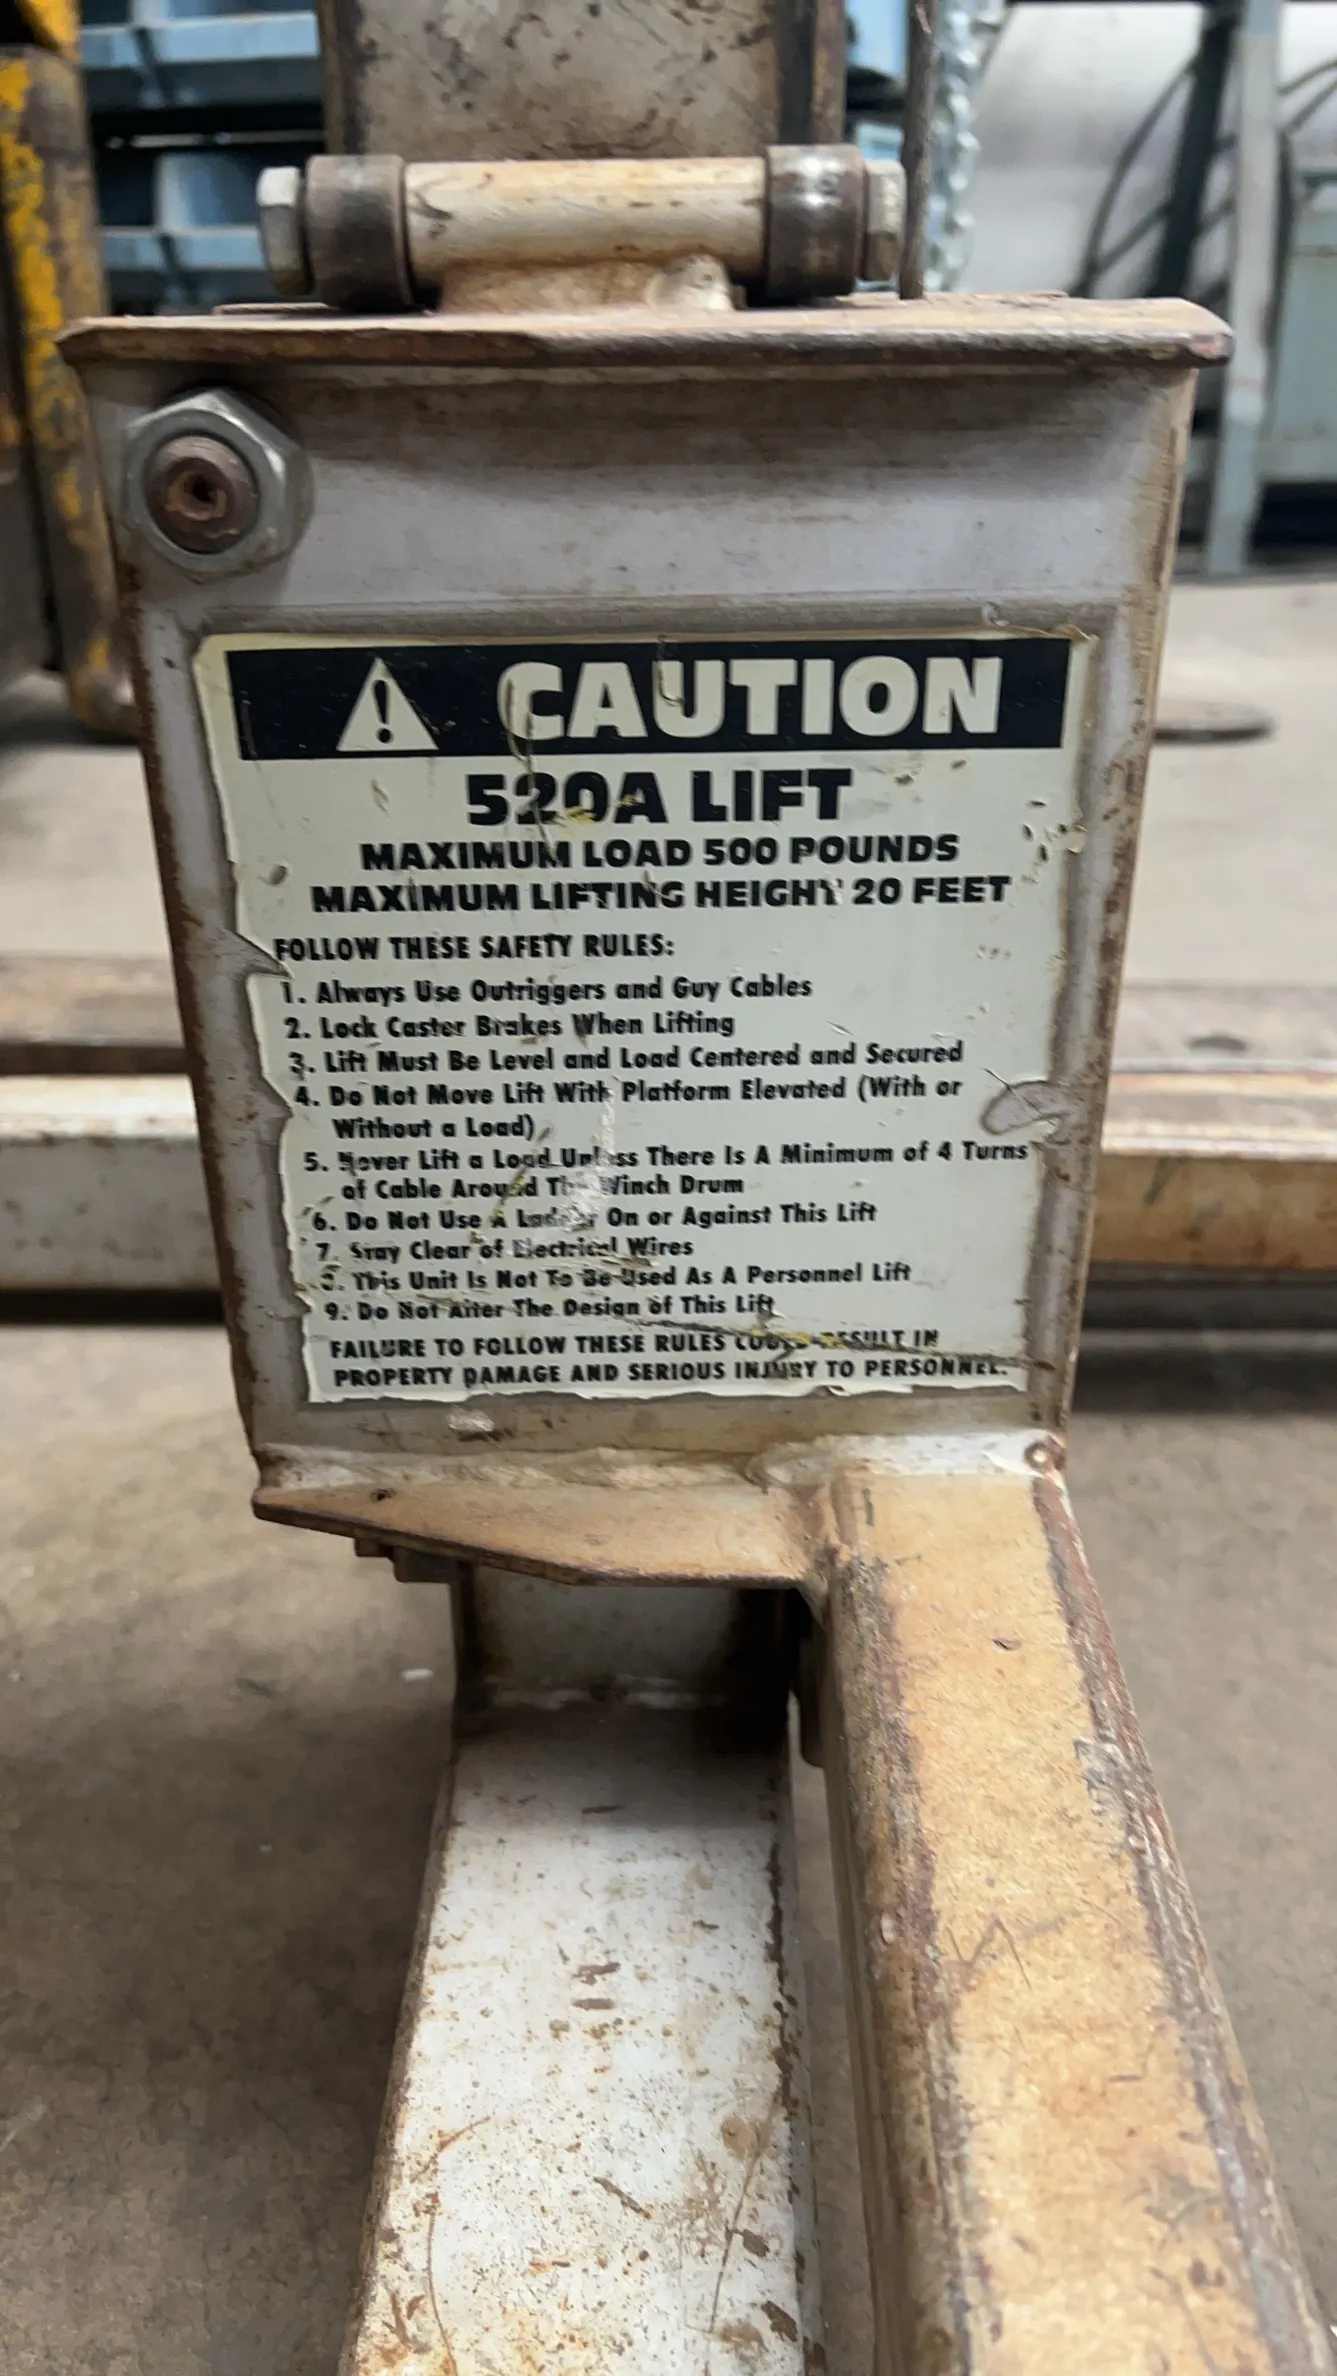 CAUTION
520A LIFT
MAXIMUM LOAD 500 POUNDS
MAXIMUM LIFTING HEIGHT 20 FEET
FOLLOW THESE SAFETY RULES:
1. Always Use Outriggers and Guy Cables
2. Lock Caster Brakes When Lifting
3. Lift Must Be Level and Load Centered and Secured
4. Do Not Move Lift With Platform Elevated (With or
Without a Load)
5. Never Lift a Load Unless There Is A Minimum of 4 Turns
of Cable Around The Winch Drum
6. Do Not Use A Ladder On or Against This Lift
7. Stay Clear of Electrical Wires
8. This Unit Is Not To Be Used As A Personnel Lift
9. Do Not Alter The Design of This Lift
FAILURE TO FOLLOW THESE RULES COULD RESULT IN
PROPERTY DAMAGE AND SERIOUS INJURY TO PERSONNEL.